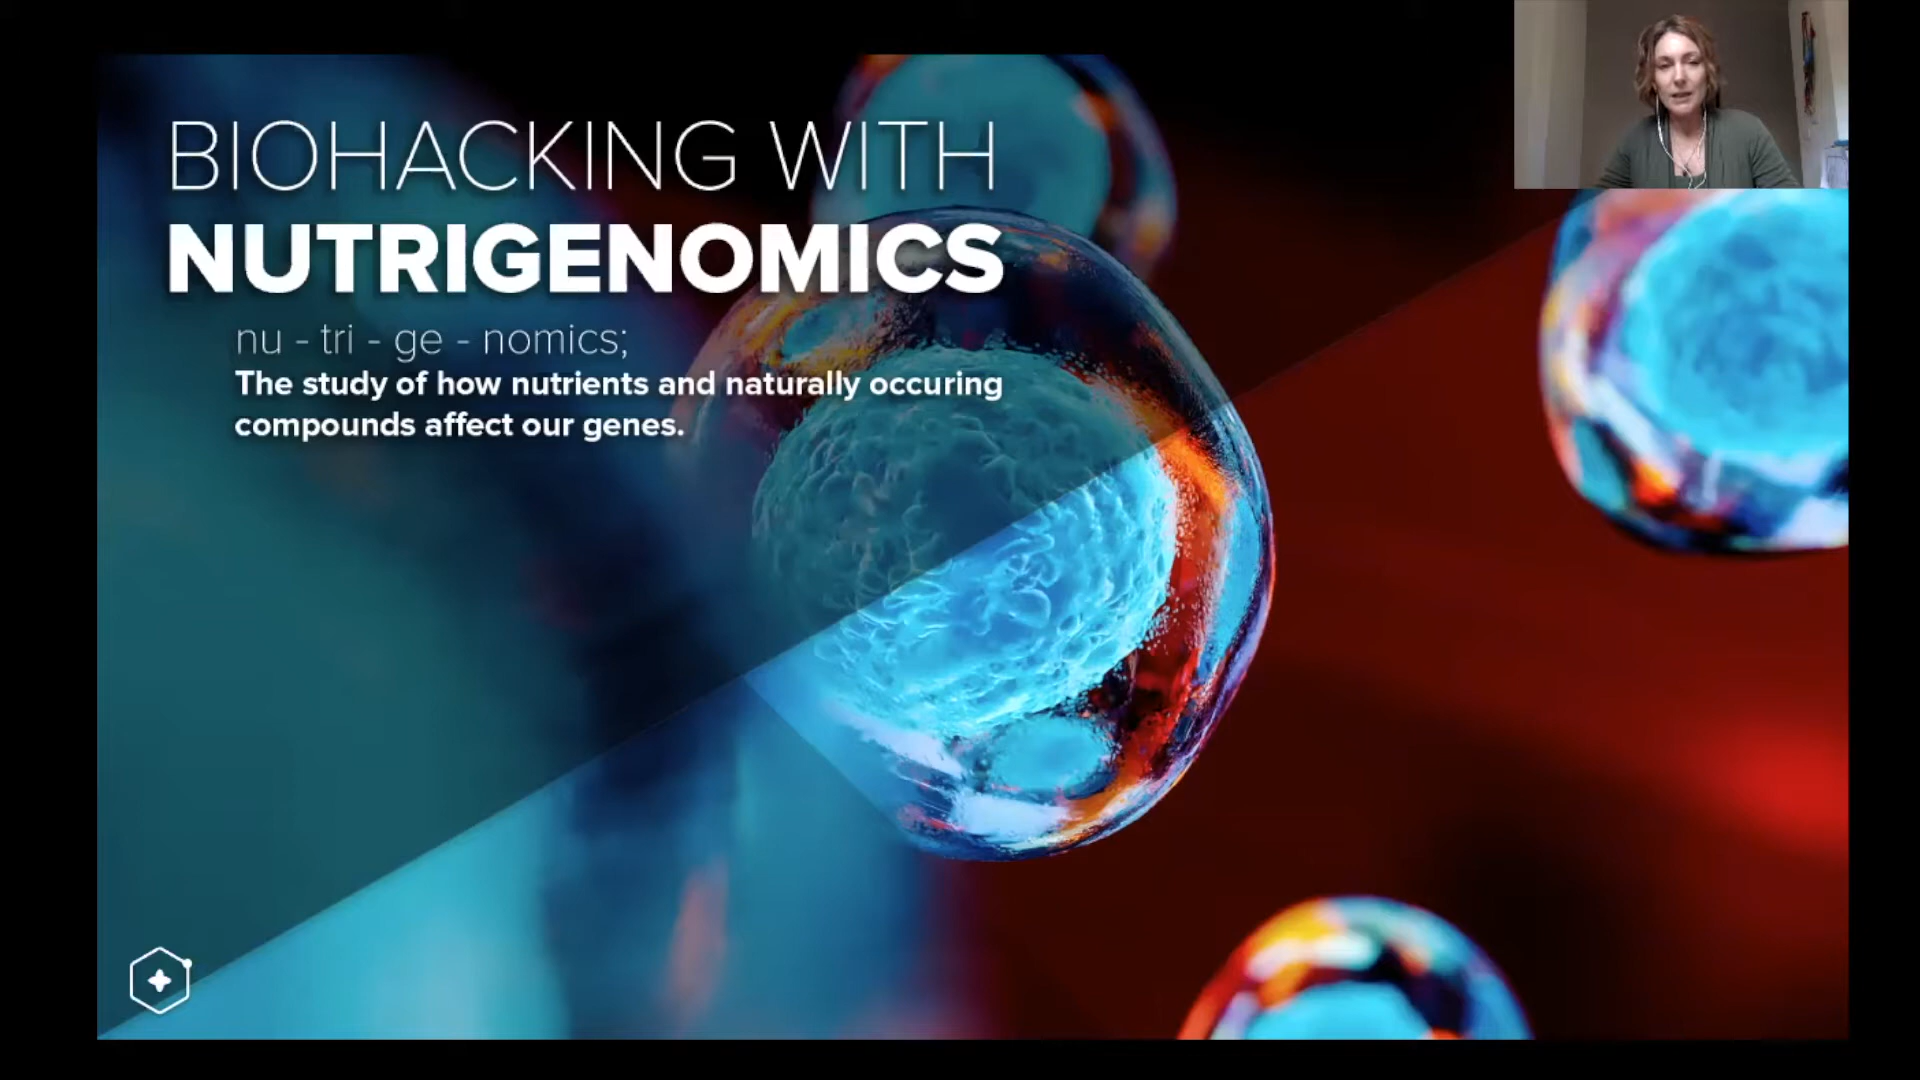 BIOHACKING WITH
NUTRIGENOMICS
nu - tri - ge - nomics;
The study of how nutrients and naturally occuring
compounds affect our genes.